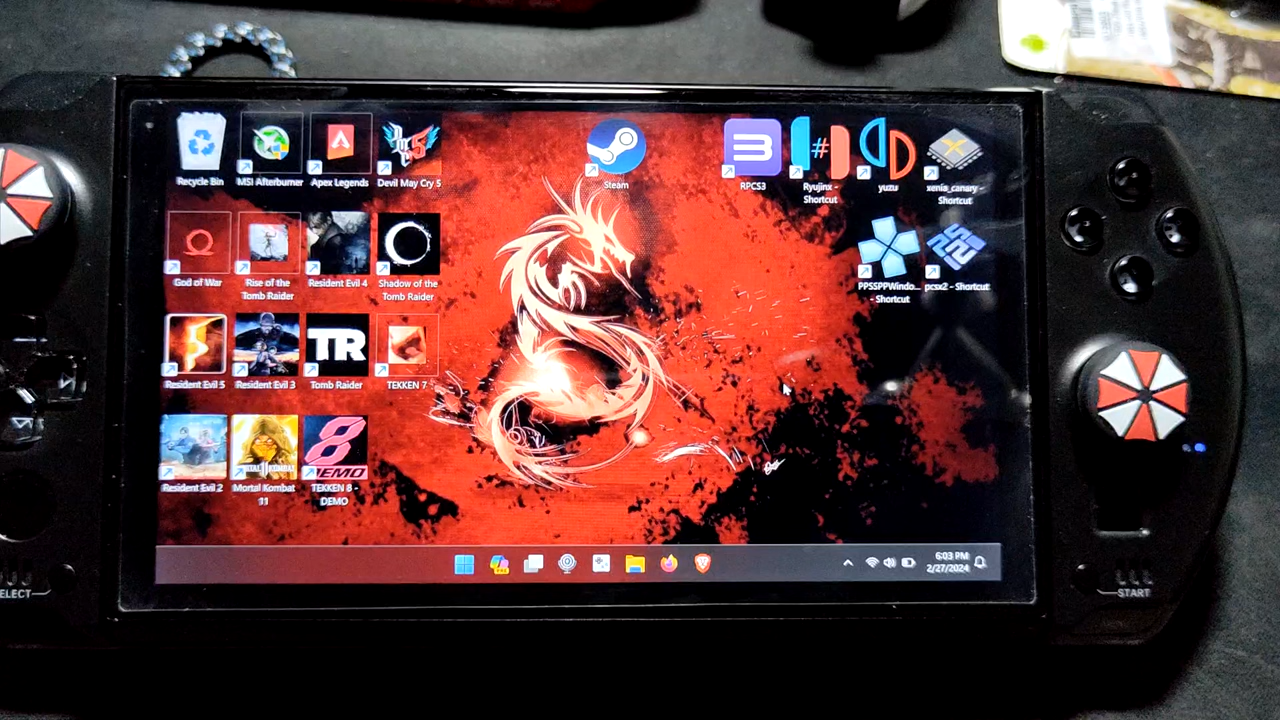 Recycle Bin
MSI Afterburner
Apex Legends
Devil May Cry 5
Steam
RPCS3
Ryujinx -
Shortcut
yuzu
xenia_canary -
Shortcut
God of War
Rise of the
Tomb Raider
Resident Evil 4
Shadow of the
Tomb Raider
PPSSPPWindo...
- Shortcut
pcsx2 - Shortcut
TR
Resident Evil 5
Resident Evil 3
Tomb Raider
TEKKEN 7
8
DEMO
Resident Evil 2
Mortal Kombat
11
TEKKEN 8 -
DEMO
6:03 PM
2/27/2024
SELECT
START